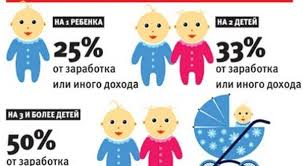 НА 1 РЕБЕНКА
25%
от заработка
или иного дохода
НА 2 ДЕТЕЙ
33%
от заработка
или иного дохода
НА 3 И БОЛЕЕ ДЕТЕЙ
50%
от заработка